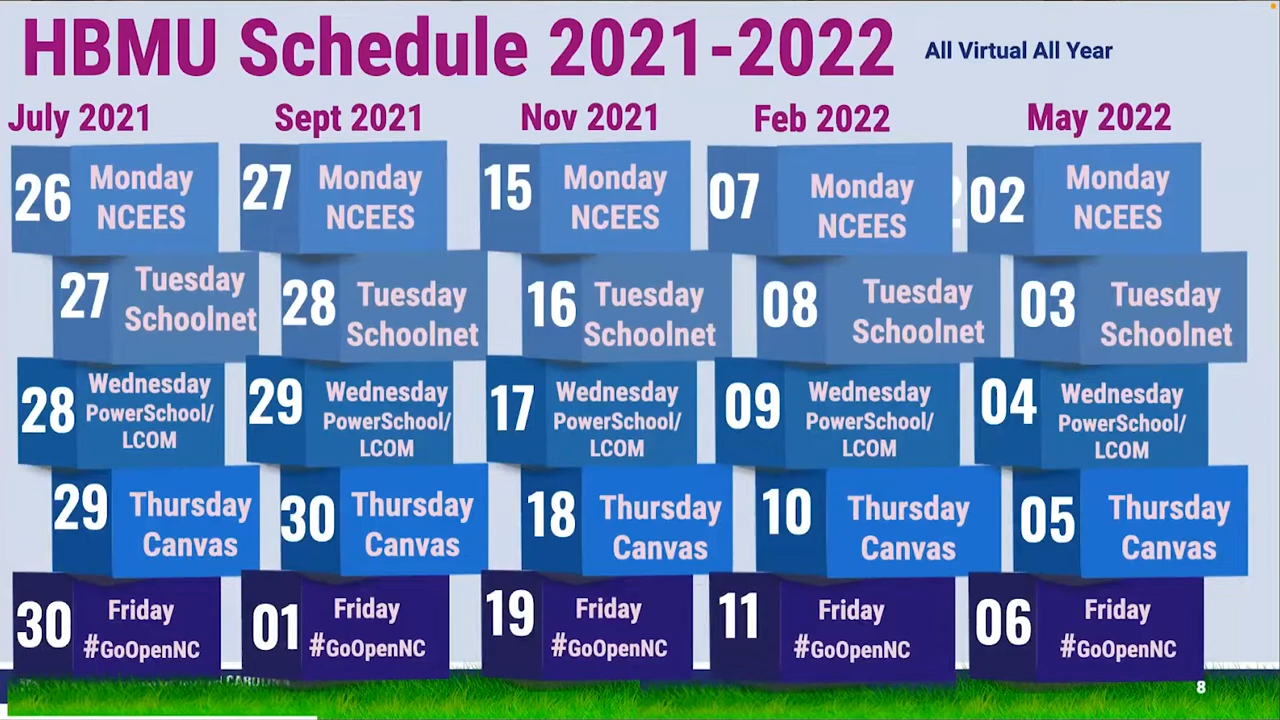 HBMU Schedule 2021-2022
All Virtual All Year
July 2021
26
Monday
NCEES
27
Tuesday
Schoolnet
28
Wednesday
PowerSchool/
LCOM
29
Thursday
Canvas
30
Friday
#GoOpenNC
Sept 2021
27
Monday
NCEES
28
Tuesday
Schoolnet
29
Wednesday
PowerSchool/
LCOM
30
Thursday
Canvas
01
Friday
#GoOpenNC
Nov 2021
15
Monday
NCEES
16
Tuesday
Schoolnet
17
Wednesday
PowerSchool/
LCOM
18
Thursday
Canvas
19
Friday
#GoOpenNC
Feb 2022
07
Monday
NCEES
08
Tuesday
Schoolnet
09
Wednesday
PowerSchool/
LCOM
10
Thursday
Canvas
11
Friday
#GoOpenNC
May 2022
02
Monday
NCEES
03
Tuesday
Schoolnet
04
Wednesday
PowerSchool/
LCOM
05
Thursday
Canvas
06
Friday
#GoOpenNC
8